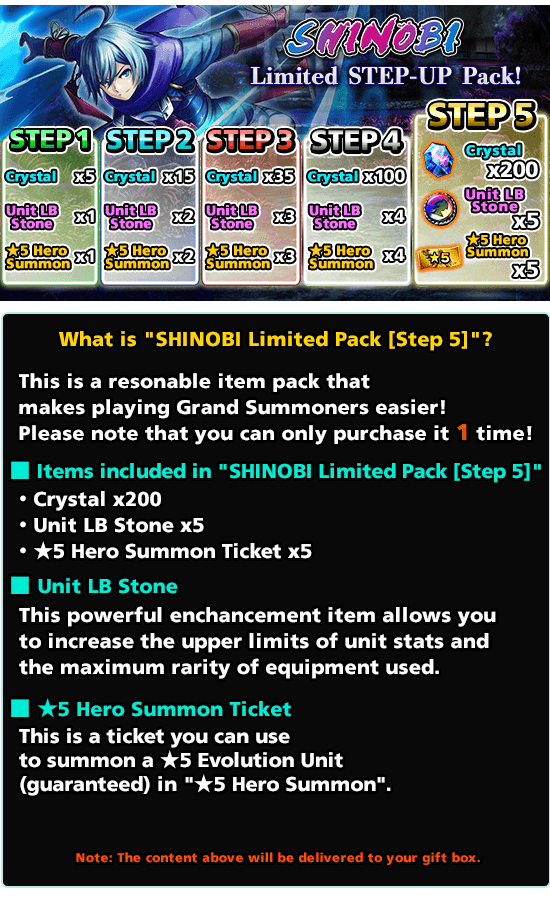 SHINOBI
Limited STEP-UP Pack!
STEP 1
Crystal x5
Unit LB Stone x1
★5 Hero Summon x1
STEP 2
Crystal x15
Unit LB Stone x2
★5 Hero Summon x2
STEP 3
Crystal x35
Unit LB Stone x3
★5 Hero Summon x3
STEP 4
Crystal x100
Unit LB Stone x4
★5 Hero Summon x4
STEP 5
Crystal
x200
Unit LB
Stone
x5
★5
★5 Hero
Summon
x5
What is "SHINOBI Limited Pack [Step 5]"?
This is a resonable item pack that
makes playing Grand Summoners easier!
Please note that you can only purchase it 1 time!
■ Items included in "SHINOBI Limited Pack [Step 5]"
・Crystal x200
・Unit LB Stone x5
・★5 Hero Summon Ticket x5
■ Unit LB Stone
This powerful enchancement item allows you
to increase the upper limits of unit stats and
the maximum rarity of equipment used.
■ ★5 Hero Summon Ticket
This is a ticket you can use
to summon a ★5 Evolution Unit
(guaranteed) in "★5 Hero Summon".
Note: The content above will be delivered to your gift box.